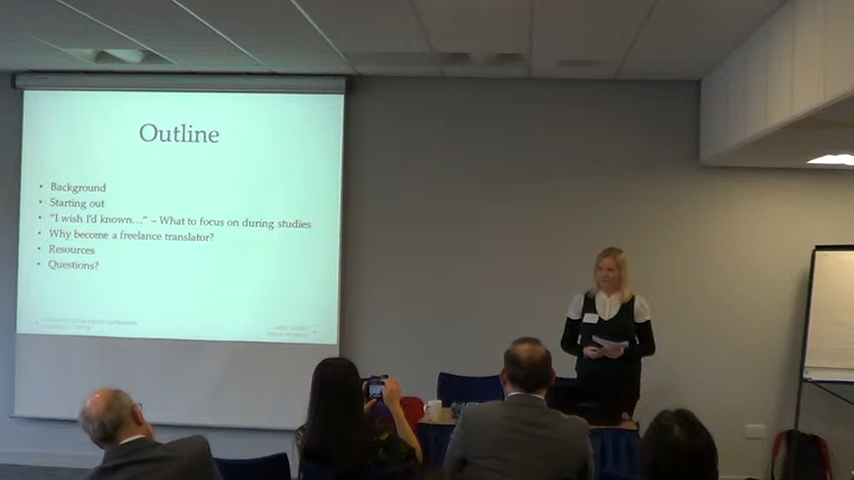 Outline
• Background
• Starting out
• "I wish I'd known…" – What to focus on during studies
• Why become a freelance translator?
• Resources
• Questions?